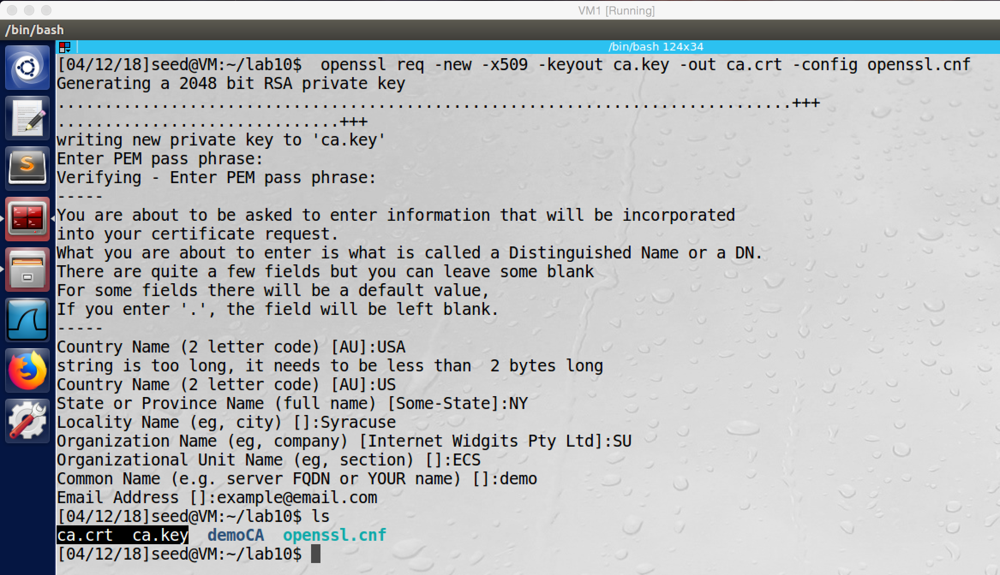 VM1 [Running]
/bin/bash
/bin/bash 124x34
[04/12/18]seed@VM:~/lab10$  openssl req -new -x509 -keyout ca.key -out ca.crt -config openssl.cnf
Generating a 2048 bit RSA private key
..............................................................................+++
..............................+++
writing new private key to 'ca.key'
Enter PEM pass phrase:
Verifying - Enter PEM pass phrase:
-----
You are about to be asked to enter information that will be incorporated
into your certificate request.
What you are about to enter is what is called a Distinguished Name or a DN.
There are quite a few fields but you can leave some blank
For some fields there will be a default value,
If you enter '.', the field will be left blank.
-----
Country Name (2 letter code) [AU]:USA
string is too long, it needs to be less than  2 bytes long
Country Name (2 letter code) [AU]:US
State or Province Name (full name) [Some-State]:NY
Locality Name (eg, city) []:Syracuse
Organization Name (eg, company) [Internet Widgits Pty Ltd]:SU
Organizational Unit Name (eg, section) []:ECS
Common Name (e.g. server FQDN or YOUR name) []:demo
Email Address []:example@email.com
[04/12/18]seed@VM:~/lab10$ ls
ca.crt  ca.key  demoCA  openssl.cnf
[04/12/18]seed@VM:~/lab10$